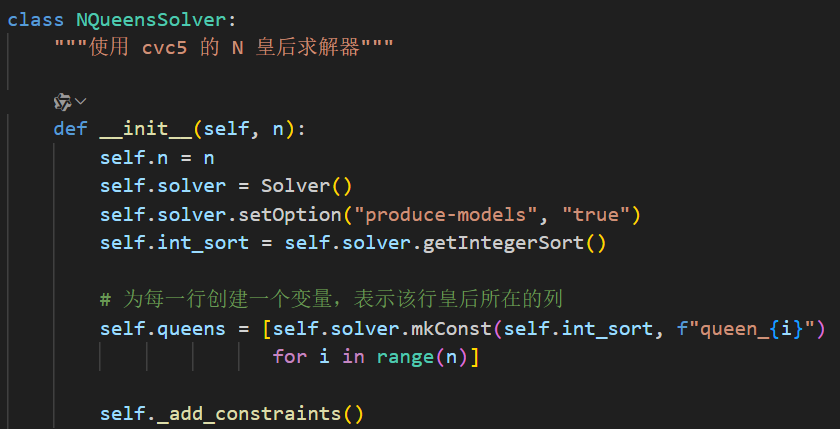 class NQueensSolver:
"""使用 cvc5 的 N 皇后求解器"""
def __init__(self, n):
self.n = n
self.solver = Solver()
self.solver.setOption("produce-models", "true")
self.int_sort = self.solver.getIntegerSort()
# 为每一行创建一个变量，表示该行皇后所在的列
self.queens = [self.solver.mkConst(self.int_sort, f"queen_{i}")
for i in range(n)]
self._add_constraints()